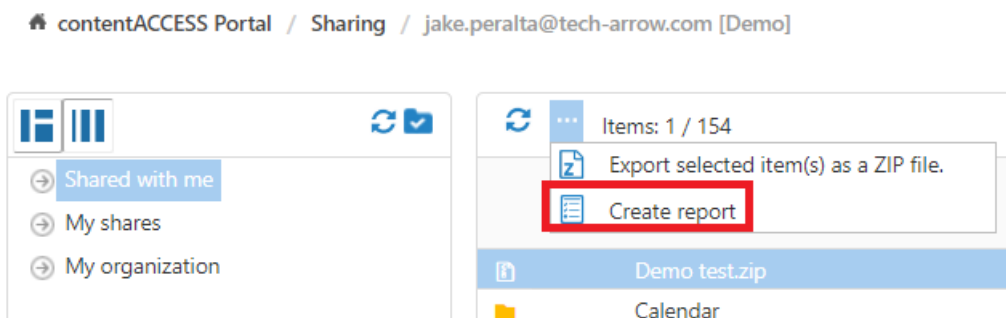 contentACCESS Portal / Sharing / jake.peralta@tech-arrow.com [Demo]
Items: 1 / 154
Shared with me
My shares
My organization
Export selected item(s) as a ZIP file.
Create report
Demo test.zip
Calendar